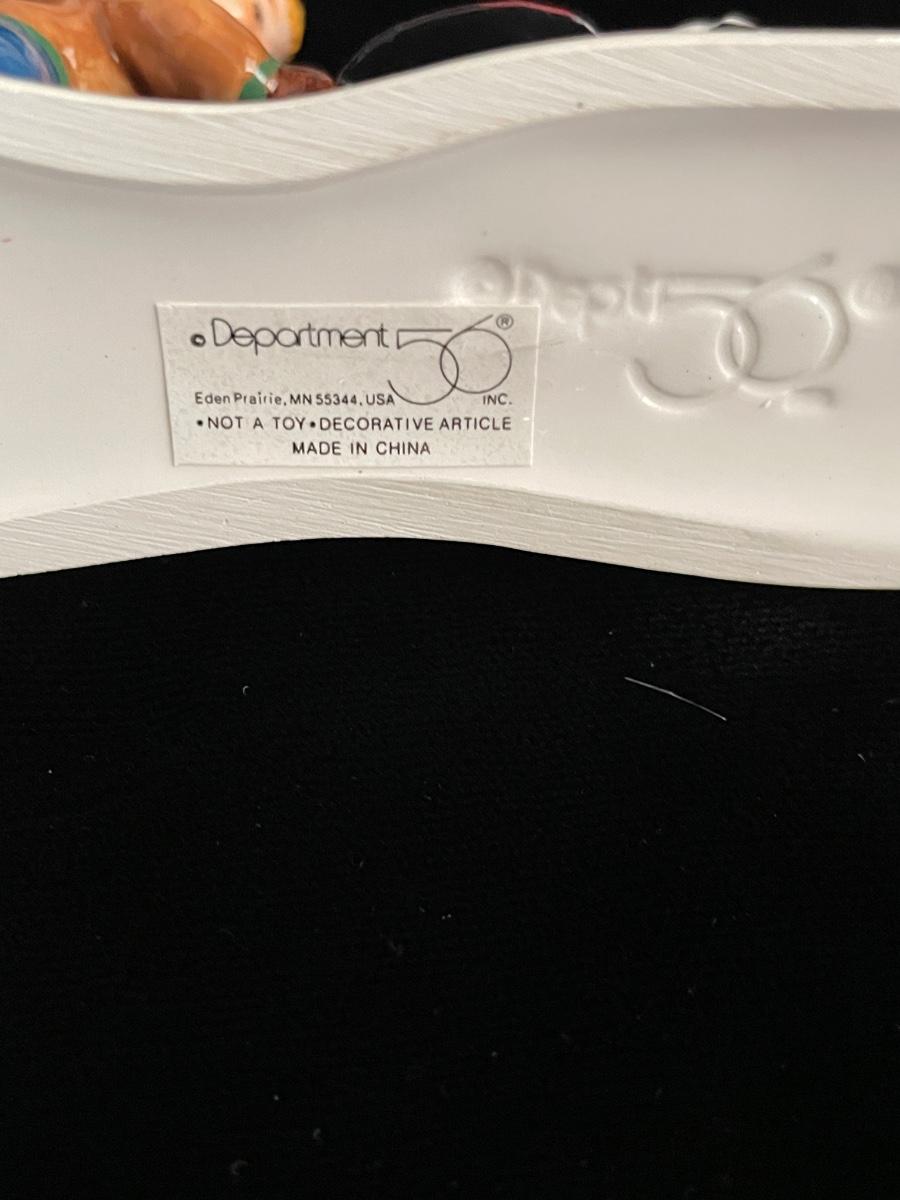 © Department 56 ®
Eden Prairie, MN 55344, USA INC.
•NOT A TOY•DECORATIVE ARTICLE
MADE IN CHINA
© Dept 56 ®